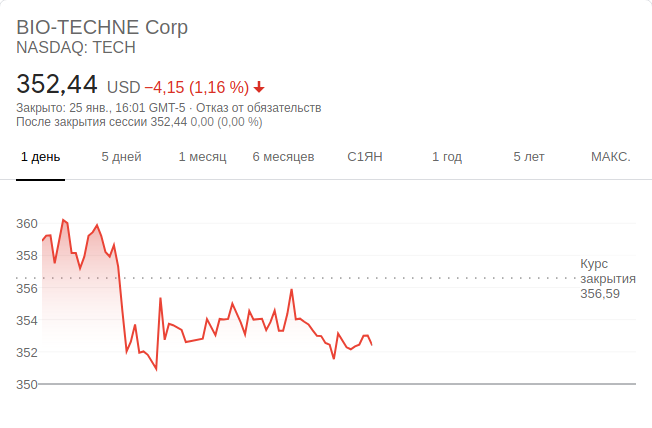 BIO-TECHNE Corp
NASDAQ: TECH
352,44 USD −4,15 (1,16 %)
Закрыто: 25 янв., 16:01 GMT-5 · Отказ от обязательств
После закрытия сессии 352,44 0,00 (0,00 %)
1 день 5 дней 1 месяц 6 месяцев С1ЯН 1 год 5 лет МАКС.
360
358
356
354
352
350
Курс
закрытия
356,59